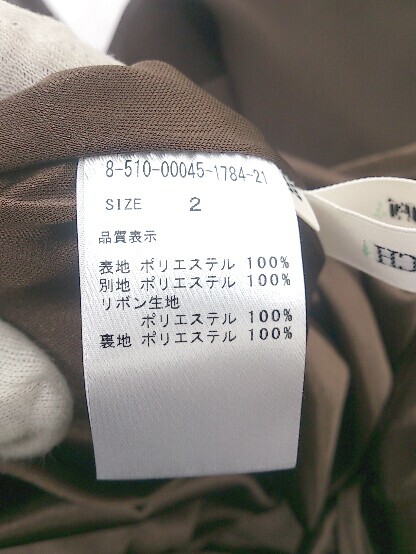 8-510-00045-1784-21
SIZE 2
品質表示
表地 ポリエステル 100%
別地 ポリエステル 100%
リボン生地
ポリエステル 100%
裏地 ポリエステル 100%
CH